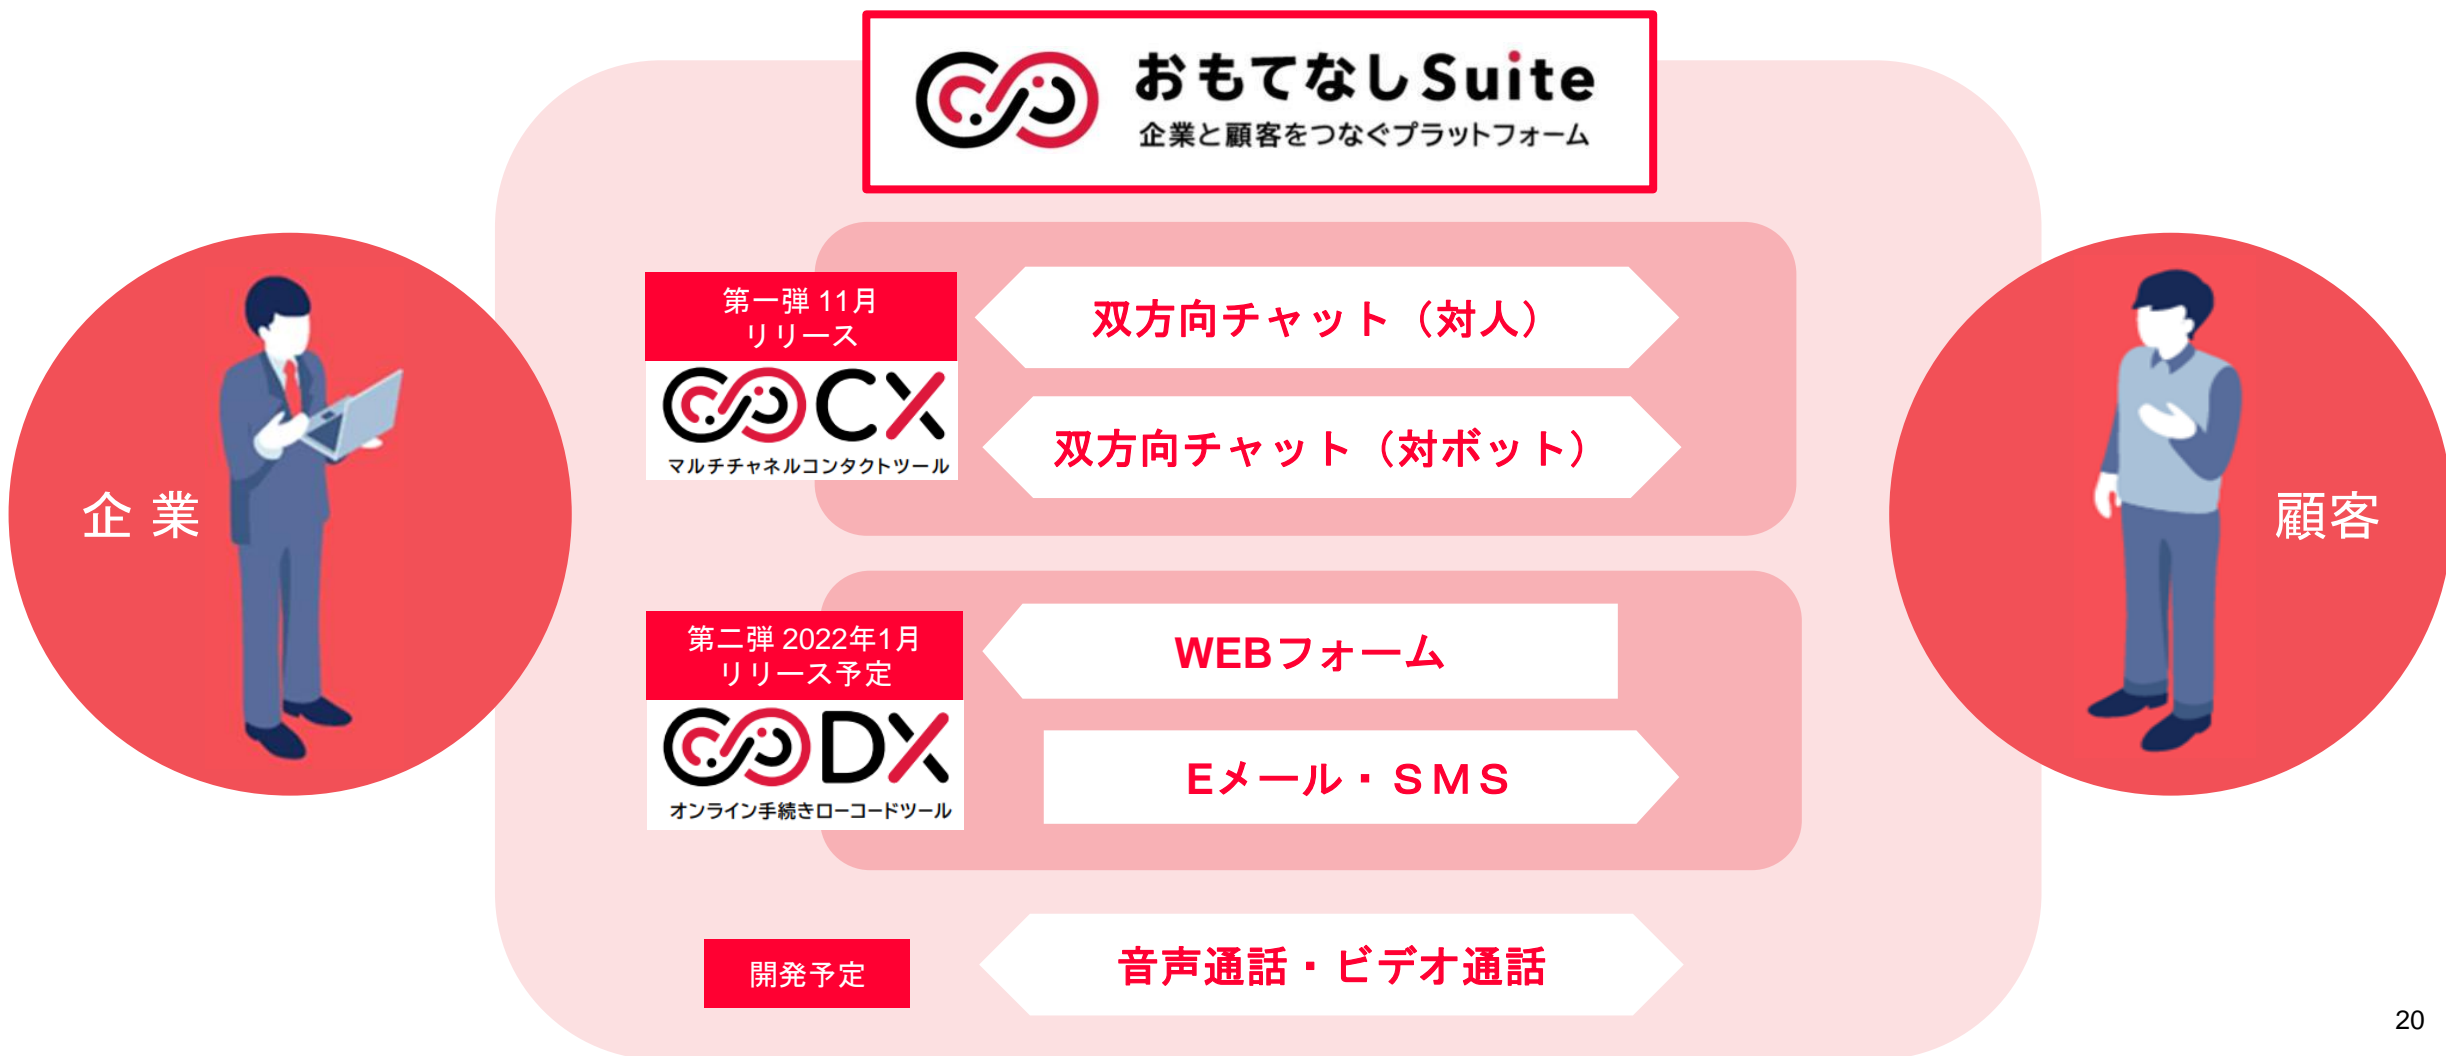 おもてなしSuite
企業と顧客をつなぐプラットフォーム
第一弾 11月
リリース
CX
マルチチャネルコンタクトツール
双方向チャット（対人）
双方向チャット（対ボット）
企 業
顧客
第二弾 2022年1月
リリース予定
DX
オンライン手続きローコードツール
WEBフォーム
Eメール・ＳＭＳ
開発予定
音声通話・ビデオ通話
20